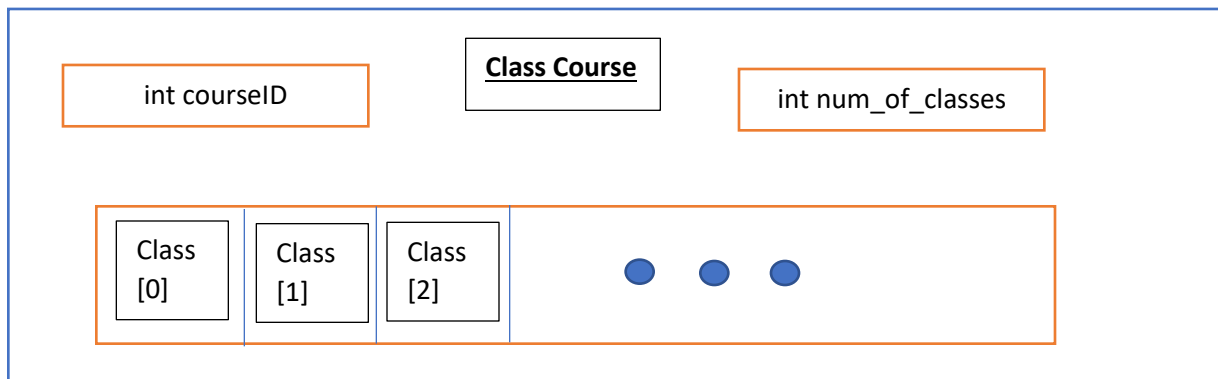 Class Course
int courseID
int num_of_classes
Class
[0]
Class
[1]
Class
[2]